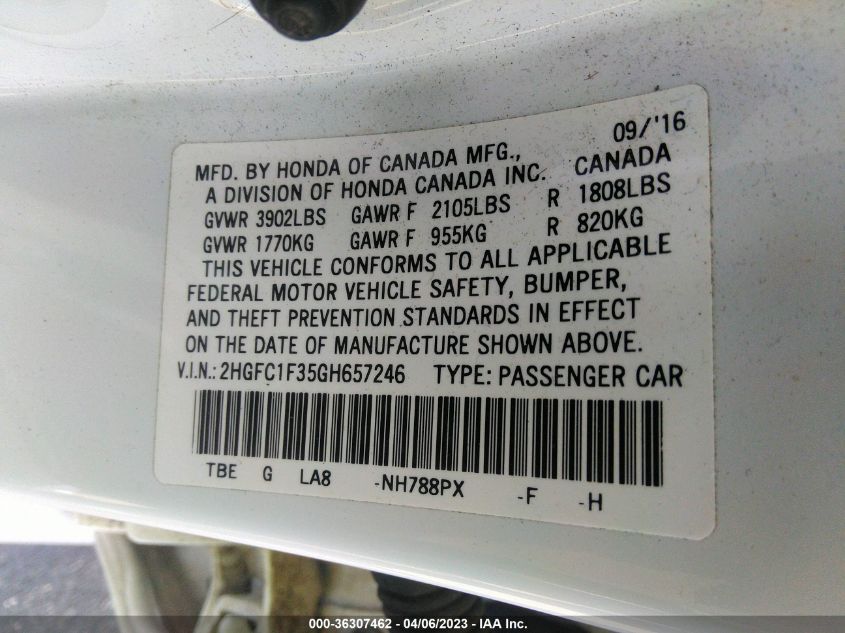 09/'16
MFD. BY HONDA OF CANADA MFG.,
A DIVISION OF HONDA CANADA INC. CANADA
GVWR 3902LBS GAWR F 2105LBS R 1808LBS
GVWR 1770KG GAWR F 955KG R 820KG
THIS VEHICLE CONFORMS TO ALL APPLICABLE
FEDERAL MOTOR VEHICLE SAFETY, BUMPER,
AND THEFT PREVENTION STANDARDS IN EFFECT
ON THE DATE OF MANUFACTURE SHOWN ABOVE.
V.I.N.: 2HGFC1F35GH657246 TYPE: PASSENGER CAR
TBE G LA8 -NH788PX -F -H
000-36307462 - 04/06/2023 - IAA Inc.